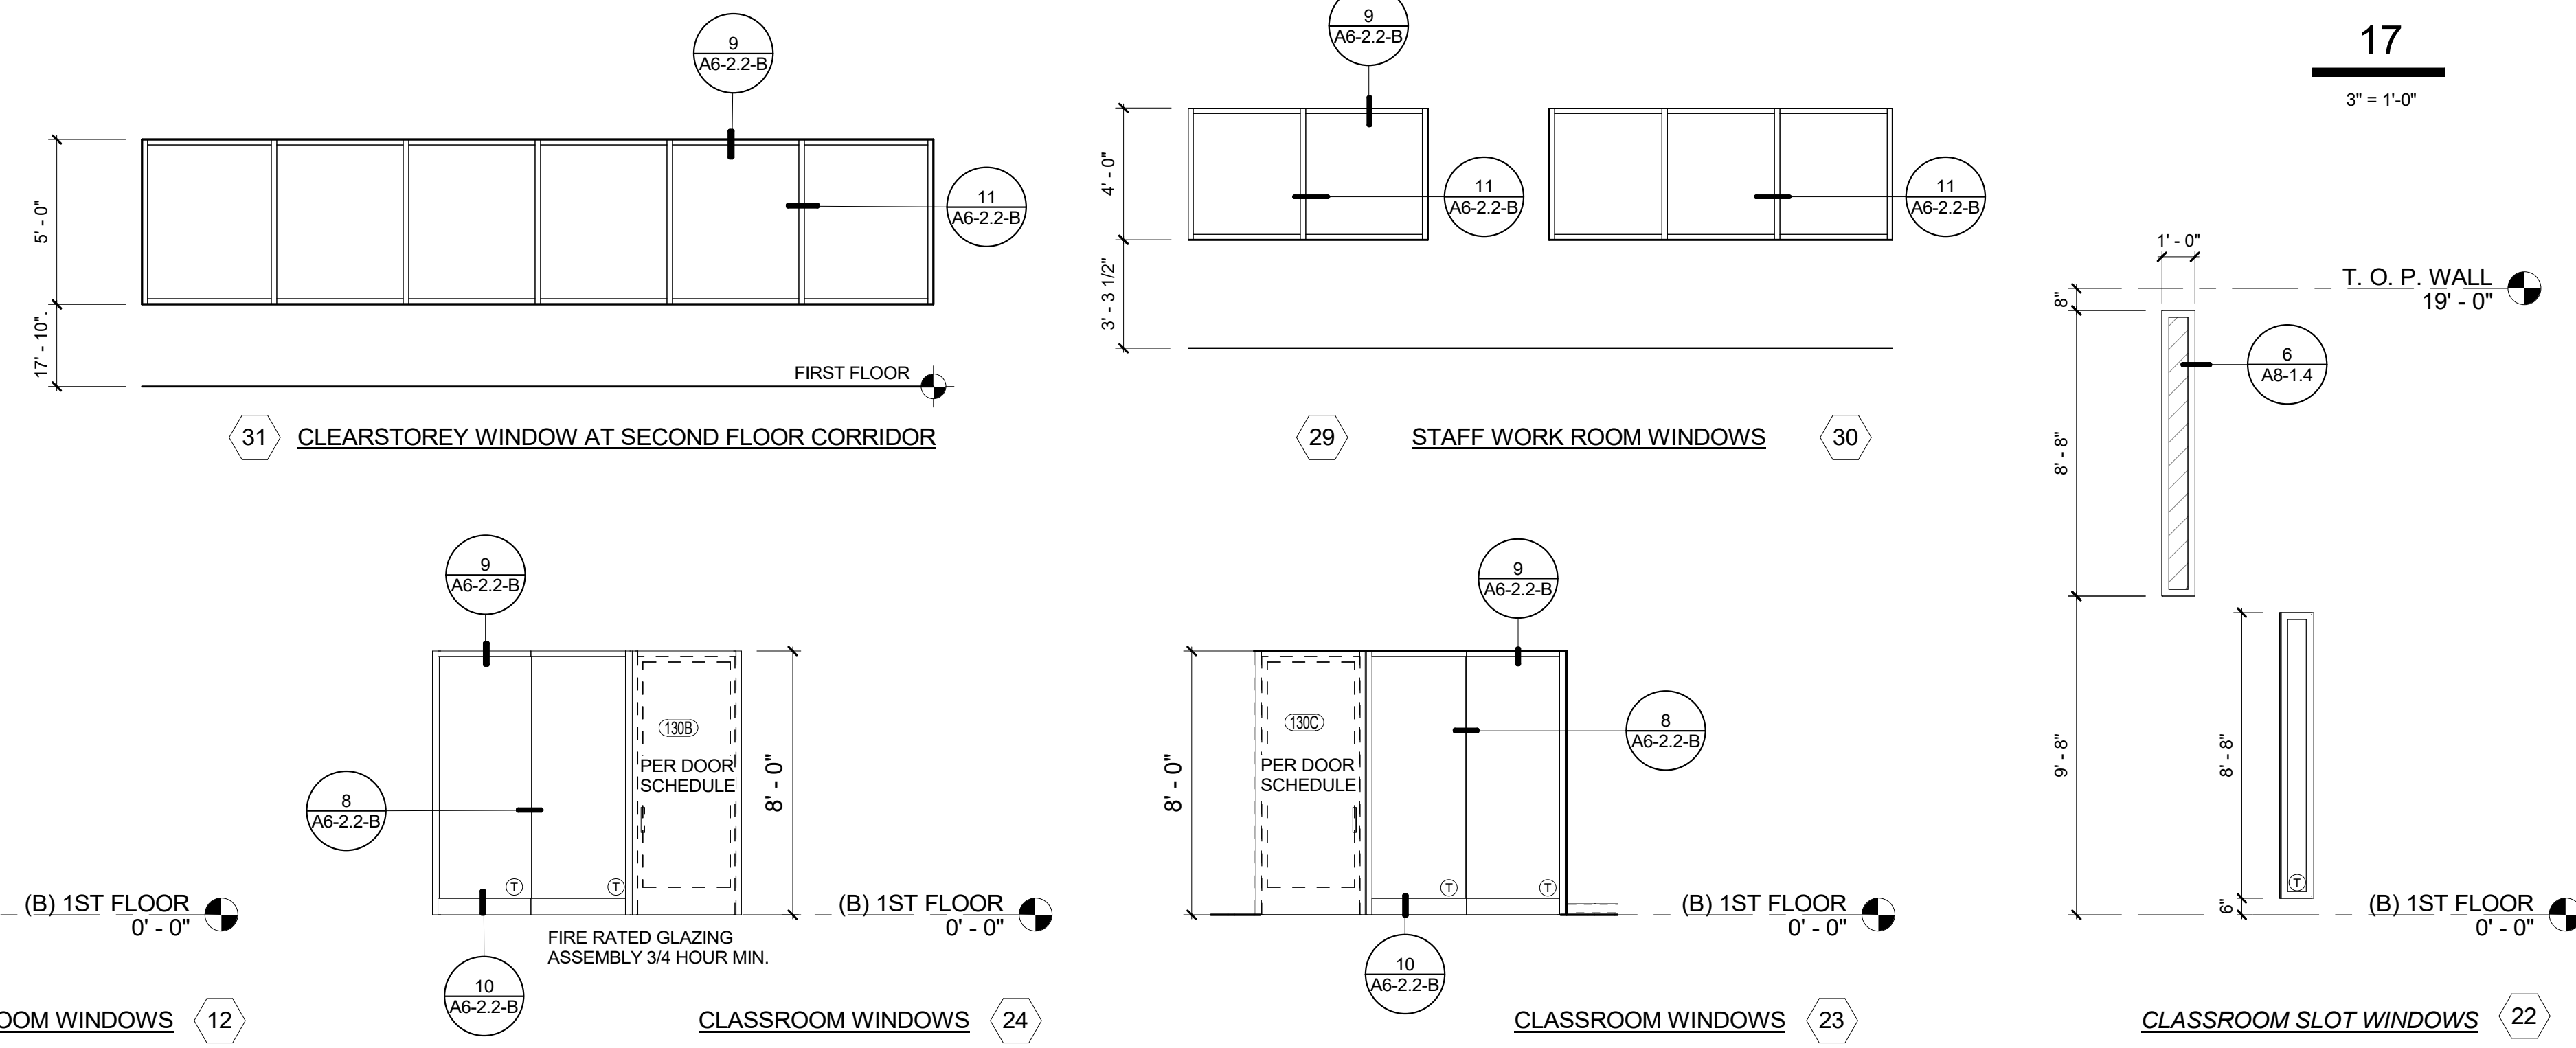 9
A6-2.2-B
5' - 0"
17' - 10".
11
A6-2.2-B
FIRST FLOOR
31 CLEARSTOREY WINDOW AT SECOND FLOOR CORRIDOR
9
A6-2.2-B
4' - 0"
3' - 3 1/2"
11
A6-2.2-B
11
A6-2.2-B
29 STAFF WORK ROOM WINDOWS 30
17
3" = 1'-0"
1' - 0"
T. O. P. WALL
19' - 0"
8"
6
A8-1.4
8' - 8"
9' - 8"
8' - 8"
6"
T
(B) 1ST FLOOR
0' - 0"
CLASSROOM SLOT WINDOWS 22
(B) 1ST FLOOR
0' - 0"
OOM WINDOWS 12
9
A6-2.2-B
8
A6-2.2-B
130B
PER DOOR
SCHEDULE
8' - 0"
T T
10
A6-2.2-B
FIRE RATED GLAZING
ASSEMBLY 3/4 HOUR MIN.
(B) 1ST FLOOR
0' - 0"
CLASSROOM WINDOWS 24
9
A6-2.2-B
8' - 0"
130C
PER DOOR
SCHEDULE
8
A6-2.2-B
T T
10
A6-2.2-B
(B) 1ST FLOOR
0' - 0"
CLASSROOM WINDOWS 23